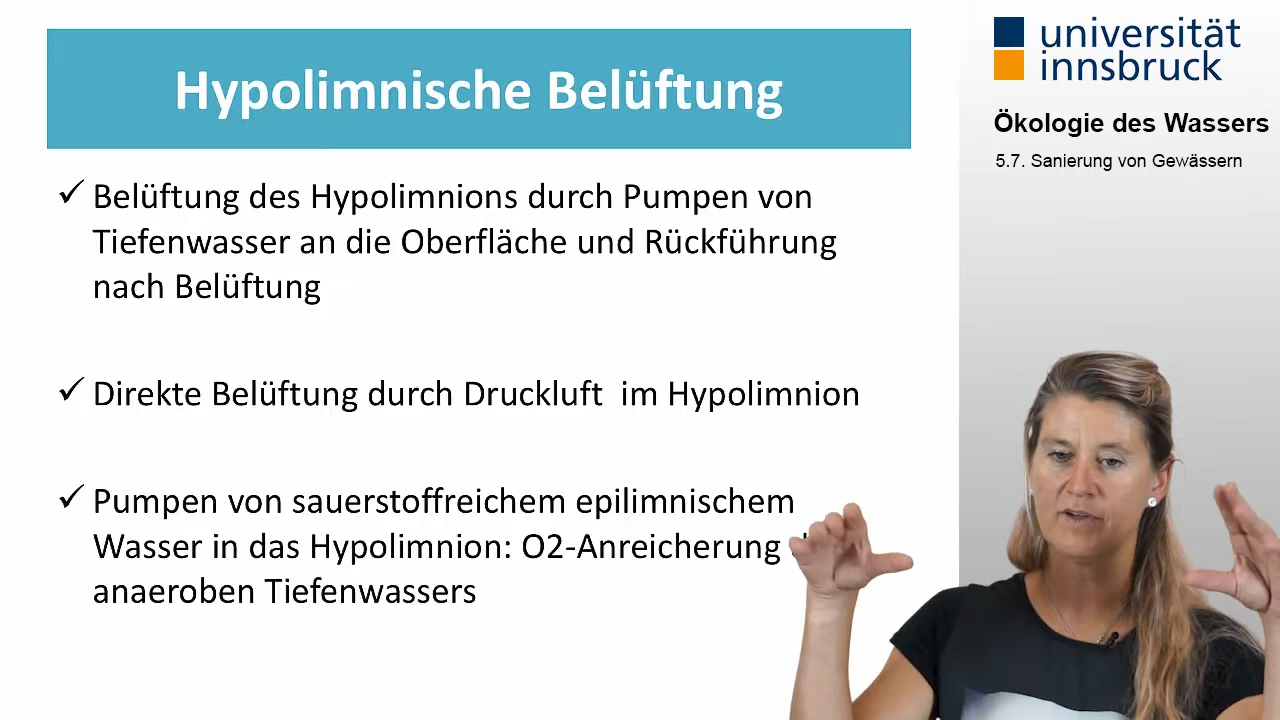 Hypolimnische Belüftung
✓ Belüftung des Hypolimnions durch Pumpen von
Tiefenwasser an die Oberfläche und Rückführung
nach Belüftung
✓ Direkte Belüftung durch Druckluft im Hypolimnion
✓ Pumpen von sauerstoffreichem epilimnischem
Wasser in das Hypolimnion: O2-Anreicherung
anaeroben Tiefenwassers
universität
innsbruck
Ökologie des Wassers
5.7. Sanierung von Gewässern